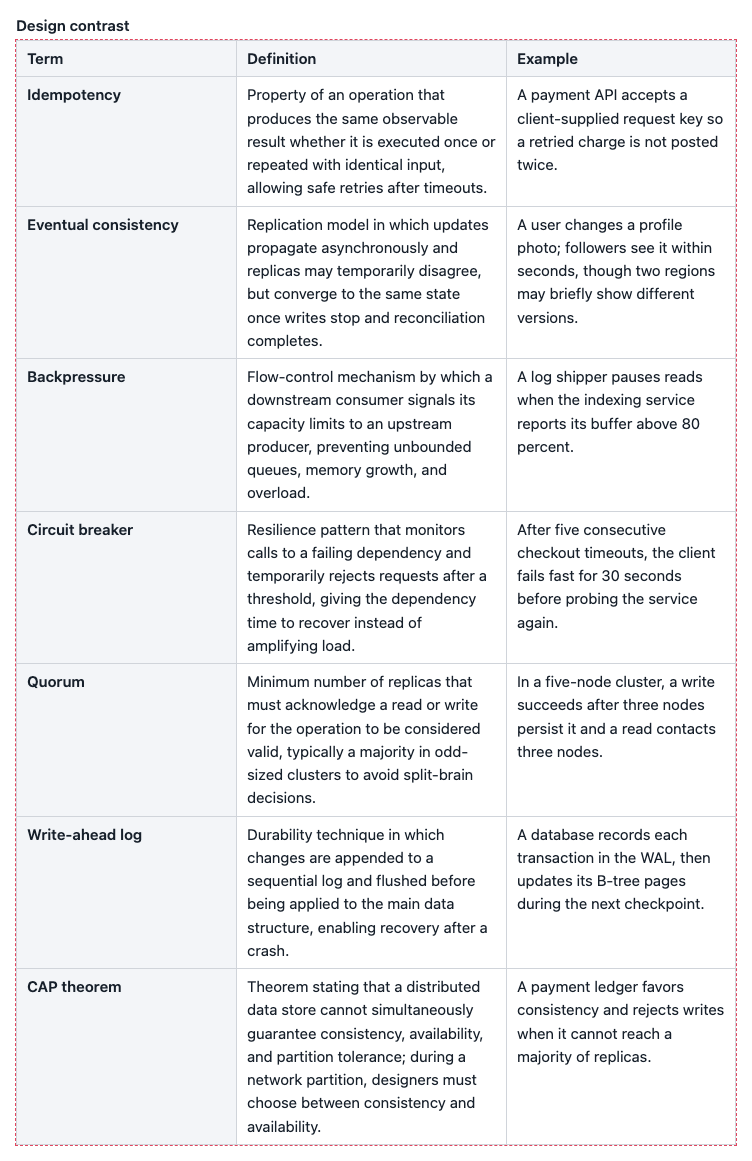 Design contrast
Term
Definition
Example
Idempotency
Property of an operation that
produces the same observable
result whether it is executed once or
repeated with identical input,
allowing safe retries after timeouts.
A payment API accepts a
client-supplied request key so
a retried charge is not posted
twice.
Eventual consistency
Replication model in which updates
propagate asynchronously and
replicas may temporarily disagree,
but converge to the same state
once writes stop and reconciliation
completes.
A user changes a profile
photo; followers see it within
seconds, though two regions
may briefly show different
versions.
Backpressure
Flow-control mechanism by which a
downstream consumer signals its
capacity limits to an upstream
producer, preventing unbounded
queues, memory growth, and
overload.
A log shipper pauses reads
when the indexing service
reports its buffer above 80
percent.
Circuit breaker
Resilience pattern that monitors
calls to a failing dependency and
temporarily rejects requests after a
threshold, giving the dependency
time to recover instead of
amplifying load.
After five consecutive
checkout timeouts, the client
fails fast for 30 seconds
before probing the service
again.
Quorum
Minimum number of replicas that
must acknowledge a read or write
for the operation to be considered
valid, typically a majority in odd-
sized clusters to avoid split-brain
decisions.
In a five-node cluster, a write
succeeds after three nodes
persist it and a read contacts
three nodes.
Write-ahead log
Durability technique in which
changes are appended to a
sequential log and flushed before
being applied to the main data
structure, enabling recovery after a
crash.
A database records each
transaction in the WAL, then
updates its B-tree pages
during the next checkpoint.
CAP theorem
Theorem stating that a distributed
data store cannot simultaneously
guarantee consistency, availability,
and partition tolerance; during a
network partition, designers must
choose between consistency and
availability.
A payment ledger favors
consistency and rejects writes
when it cannot reach a
majority of replicas.